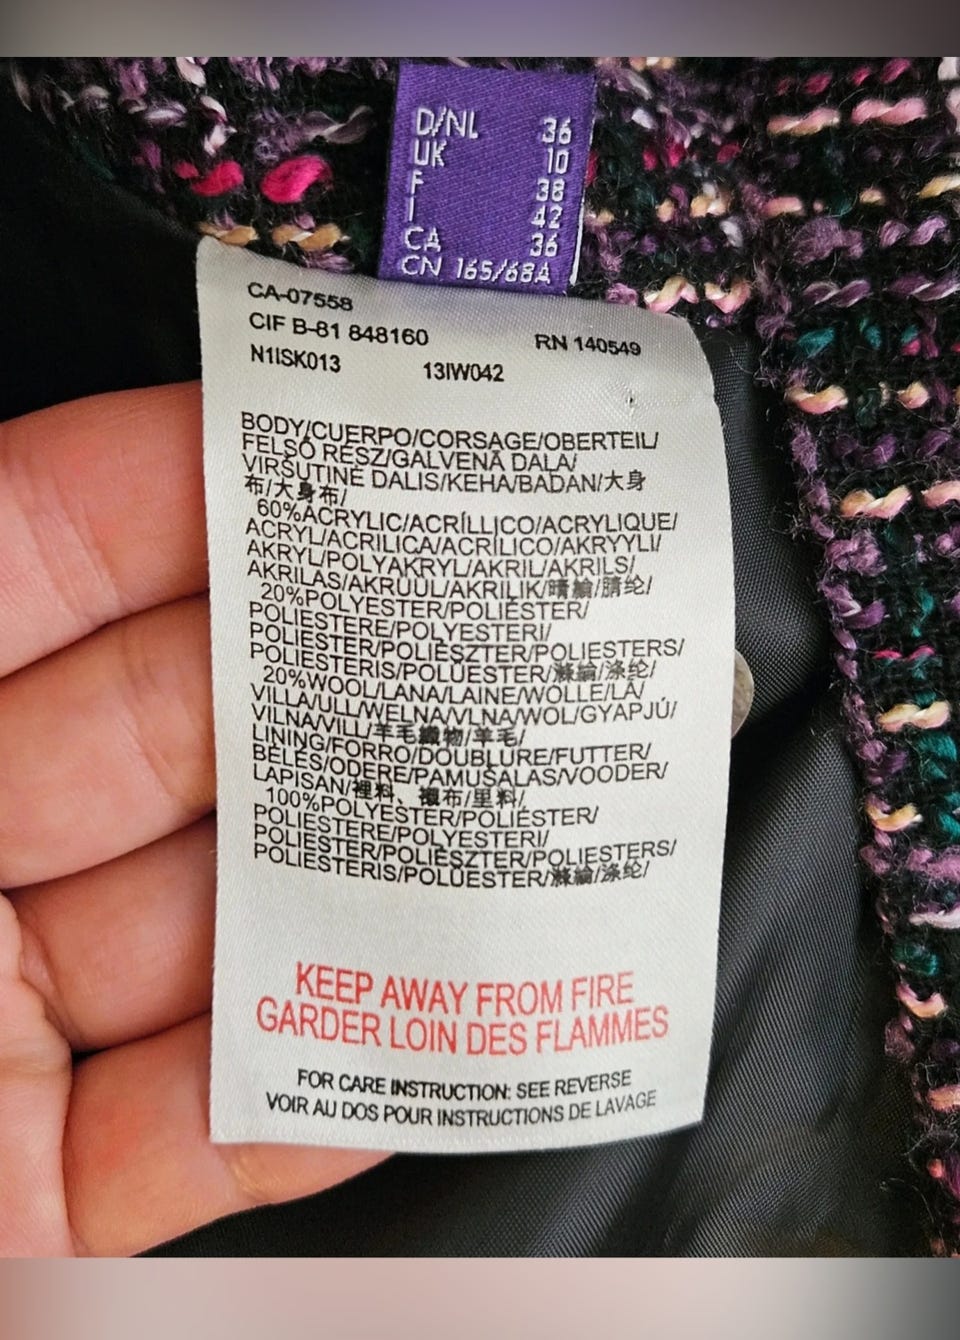 D/NL 36
UK 10
F 38
I 42
CA 36
CN 165/68A
CA-07558
CIF B-81 848160 RN 140549
N1ISK013 13IW042
BODY/CUERPO/CORSAGE/OBERTEIL/
FELSŐ RÉSZ/GALVENĀ DALA/
VIRŠUTINĖ DALIS/KEHA/BADAN/大身
布/大身布/
60%ACRYLIC/ACRÍLLICO/ACRYLIQUE/
ACRYL/ACRILICA/ACRÍLICO/AKRYYLI/
AKRYL/POLYAKRYL/AKRIL/AKRILS/
AKRILAS/AKRÜÜL/AKRILIK/晴綸/腈纶/
20%POLYESTER/POLIÉSTER/
POLIESTERE/POLYESTERI/
POLIESTER/POLIÉSZTER/POLIESTERS/
POLIESTERIS/POLÜESTER/滌綸/涤纶/
20%WOOL/LANA/LAINE/WOLLE/LÃ/
VILLA/ULL/WELNA/VLNA/WOL/GYAPJÚ/
VILNA/VILL/羊毛織物/羊毛/
LINING/FORRO/DOUBLURE/FUTTER/
BÉLÉS/ODERE/PAMUŠALAS/VOODER/
LAPISAN/裡料、襯布/里料/
100%POLYESTER/POLIÉSTER/
POLIESTERE/POLYESTERI/
POLIESTER/POLIÉSZTER/POLIESTERS/
POLIESTERIS/POLÜESTER/滌綸/涤纶/
KEEP AWAY FROM FIRE
GARDER LOIN DES FLAMMES
FOR CARE INSTRUCTION: SEE REVERSE
VOIR AU DOS POUR INSTRUCTIONS DE LAVAGE